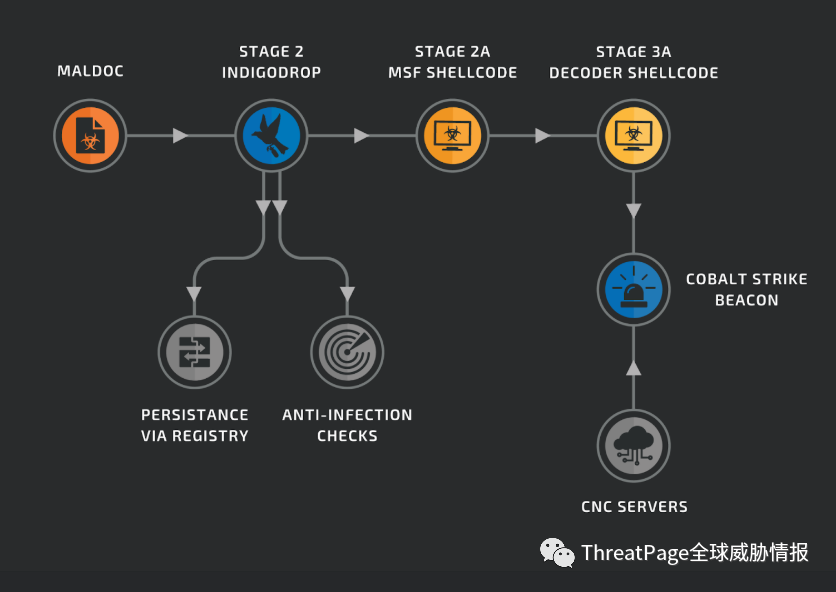 MALDOC
STAGE 2
INDIGODROP
STAGE 2A
MSF SHELLCODE
STAGE 3A
DECODER SHELLCODE
COBALT STRIKE
BEACON
PERSISTANCE
VIA REGISTRY
ANTI-INFECTION
CHECKS
CNC SERVERS
ThreatPage全球威胁情报